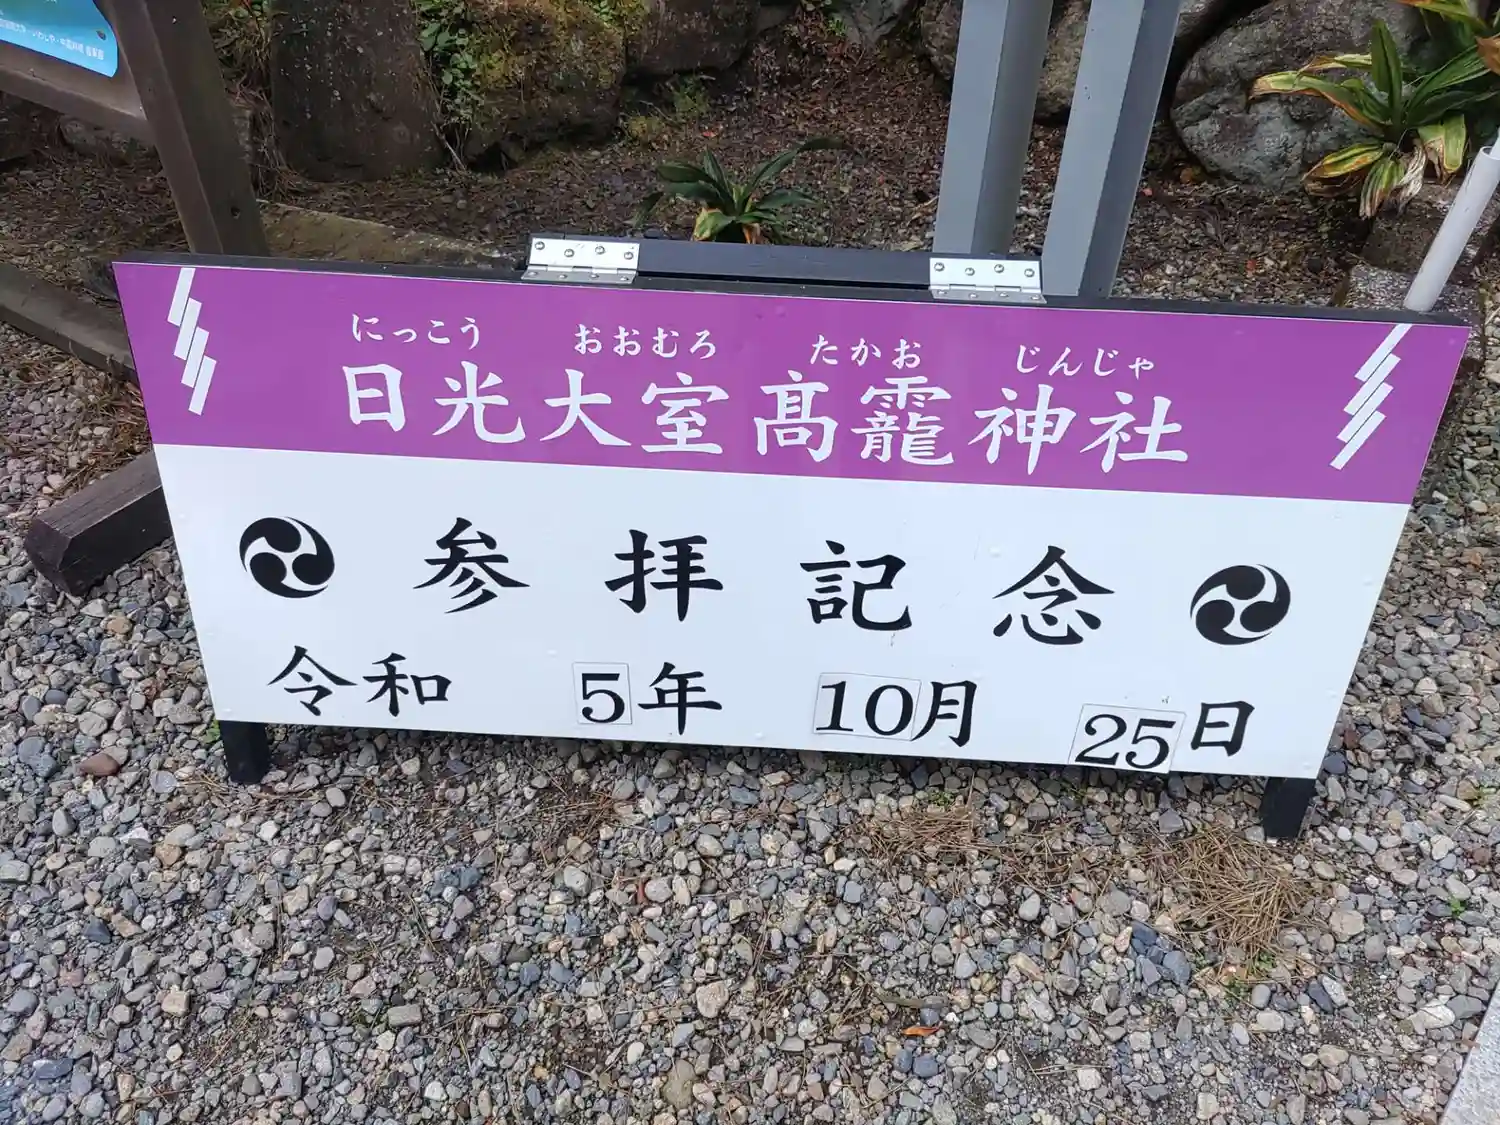 にっこう おおむろ たかお じんじゃ
日光大室髙靇神社
参拝記念
令和 5年 10月 25日